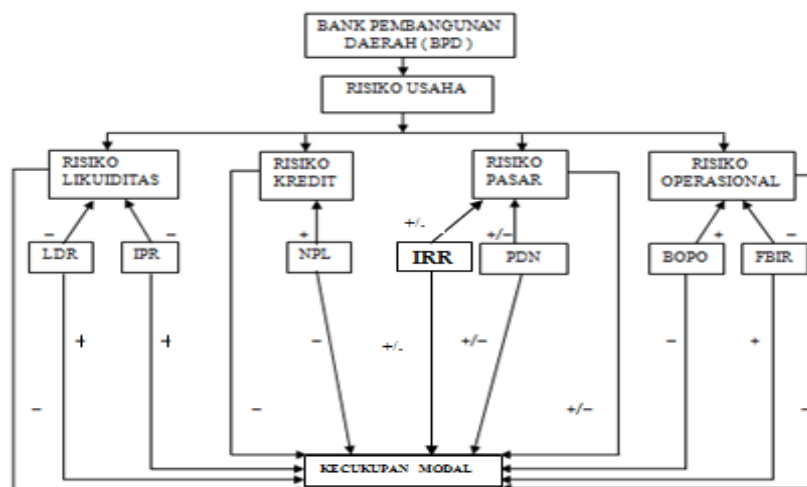 BANK PEMBANGUNAN
DAERAH ( BPD )
RISIKO USAHA
RISIKO
LIKUIDITAS
RISIKO
KREDIT
RISIKO
PASAR
RISIKO
OPERASIONAL
– – + +/- +/– + –
LDR IPR NPL IRR PDN BOPO FBIR
+ + – +/- +/– – +
– – +/– –
KECUKUPAN MODAL